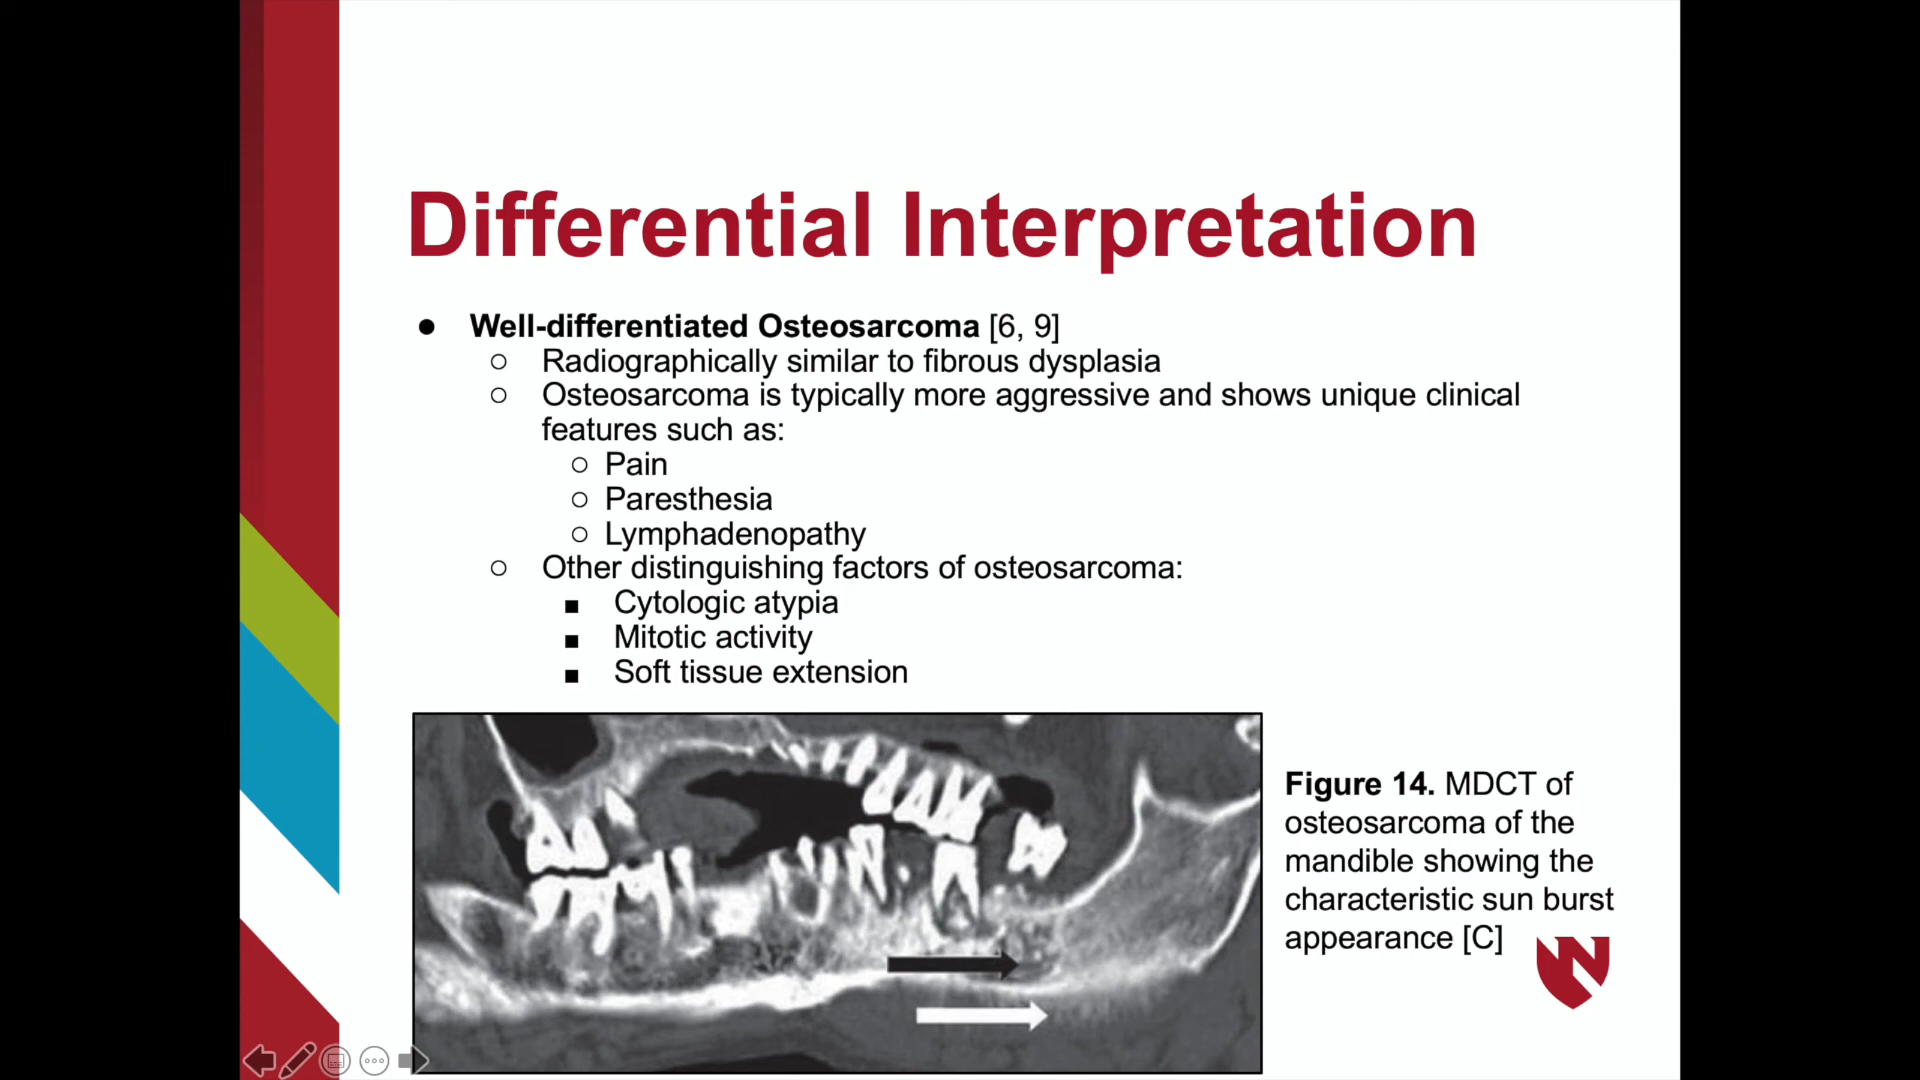 Differential Interpretation
● Well-differentiated Osteosarcoma [6, 9]
○ Radiographically similar to fibrous dysplasia
○ Osteosarcoma is typically more aggressive and shows unique clinical
features such as:
○ Pain
○ Paresthesia
○ Lymphadenopathy
○ Other distinguishing factors of osteosarcoma:
■ Cytologic atypia
■ Mitotic activity
■ Soft tissue extension
Figure 14. MDCT of
osteosarcoma of the
mandible showing the
characteristic sun burst
appearance [C]
N